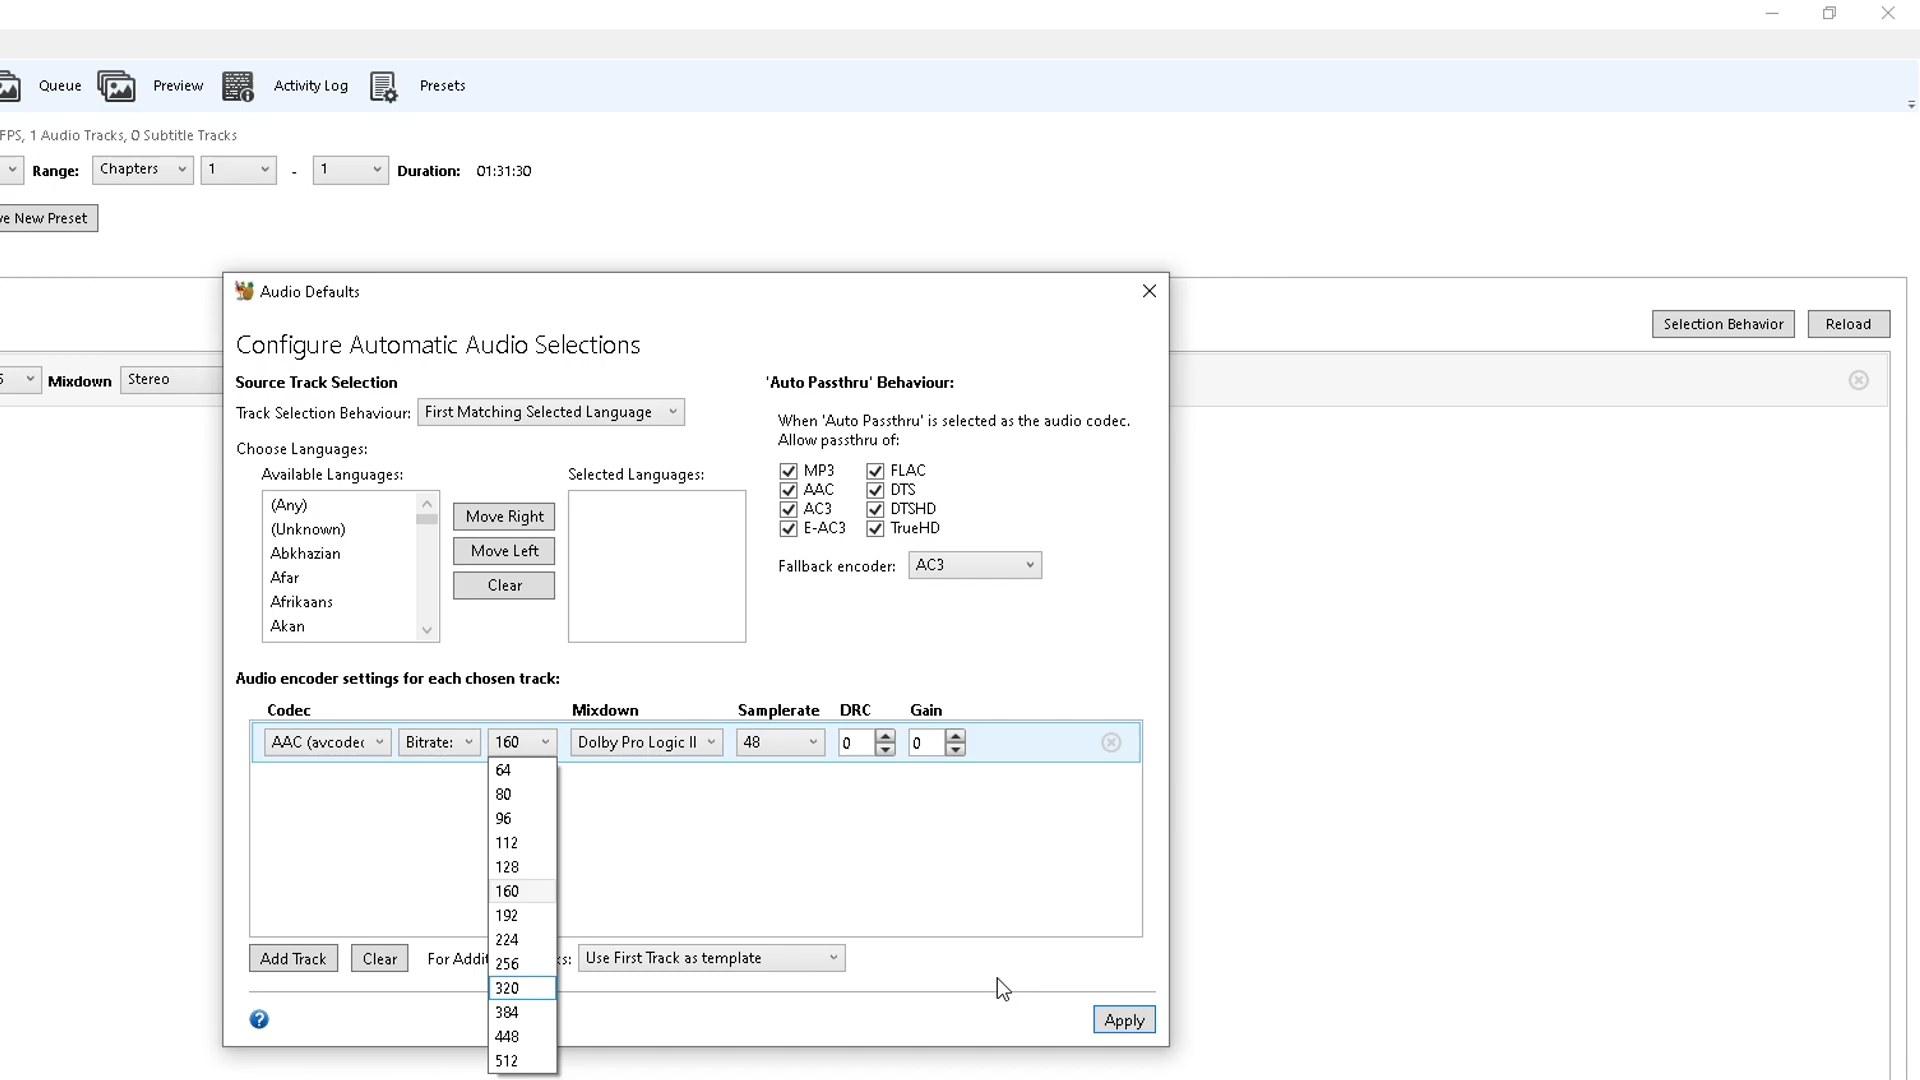 Queue Preview Activity Log Presets
FPS, 1 Audio Tracks, 0 Subtitle Tracks
Range: Chapters 1 - 1 Duration: 01:31:30
ve New Preset
Audio Defaults
Selection Behavior Reload
Configure Automatic Audio Selections
5 Mixdown Stereo
Source Track Selection
Track Selection Behaviour: First Matching Selected Language
Choose Languages:
Available Languages:
(Any)
(Unknown)
Abkhazian
Afar
Afrikaans
Akan
Move Right
Move Left
Clear
Selected Languages:
'Auto Passthru' Behaviour:
When 'Auto Passthru' is selected as the audio codec.
Allow passthru of:
MP3 FLAC
AAC DTS
AC3 DTSHD
E-AC3 TrueHD
Fallback encoder: AC3
Audio encoder settings for each chosen track:
Codec Mixdown Samplerate DRC Gain
AAC (avcodec Bitrate: 160 Dolby Pro Logic II 48 0 0
64
80
96
112
128
160
192
224
256
320
384
448
512
Add Track Clear For Addit ks: Use First Track as template
?
Apply